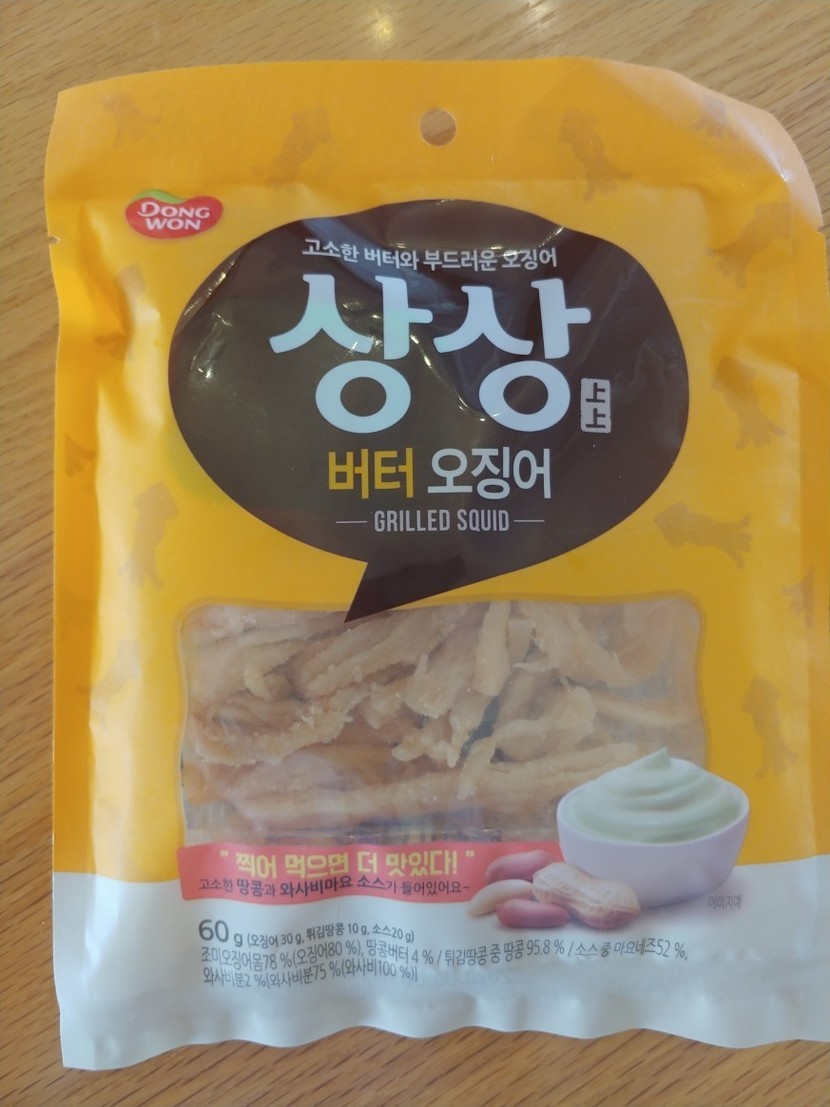 DONG
WON
고소한 버터와 부드러운 오징어
상상
버터 오징어
GRILLED SQUID
" 찍어 먹으면 더 맛있다! "
고소한 땅콩과 와사비마요 소스가 들어있어요~
60 g (오징어 30 g, 튀김땅콩 10 g, 소스20 g)
조미오징어몸78 %(오징어80 %), 땅콩버터 4 % / 튀김땅콩 중 땅콩 95.8 % / 소스 중 마요네즈52 %,
와사비분2 %[와사비분75 %(와사비100 %)]